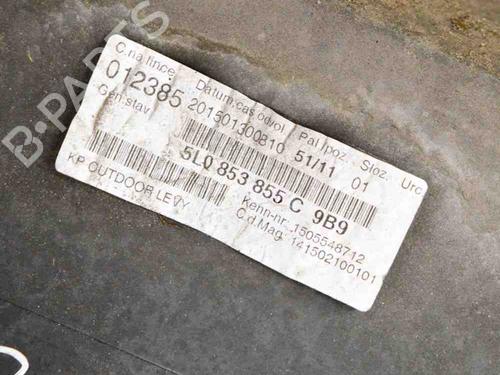 C.na lince Datum,cas odvol Pal/poz. Sloz. Urc
012385 201501300810 51/11 01
Gen.stav
5L0 853 855 C 9B9
KP OUTDOOR LEVY Kenn-nr.:1505548712
C.d.Mag.:141502100101
B-PARTS